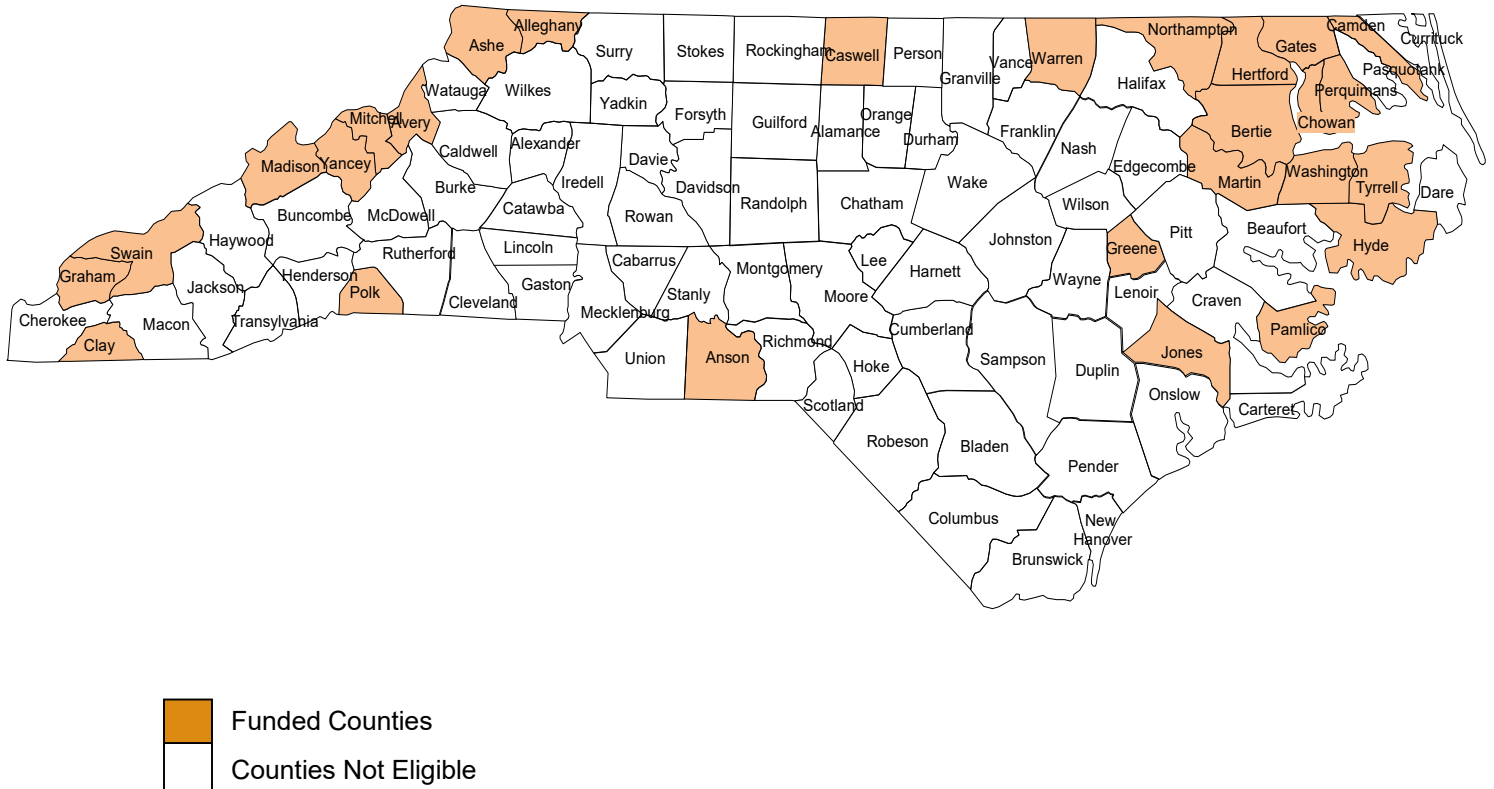 Ashe
Alleghany
Surry
Stokes
Rockingham
Caswell
Person
Granville
Vance
Warren
Northampton
Gates
Camden
Currituck
Pasquotank
Perquimans
Hertford
Halifax
Watauga
Wilkes
Yadkin
Forsyth
Guilford
Alamance
Orange
Durham
Franklin
Nash
Edgecombe
Bertie
Chowan
Mitchell
Avery
Caldwell
Alexander
Davie
Iredell
Madison
Yancey
Burke
Davidson
Wake
Martin
Washington
Tyrrell
Dare
Buncombe
McDowell
Catawba
Rowan
Randolph
Chatham
Wilson
Swain
Haywood
Rutherford
Lincoln
Johnston
Greene
Pitt
Beaufort
Hyde
Graham
Jackson
Henderson
Polk
Cleveland
Gaston
Cabarrus
Stanly
Montgomery
Moore
Lee
Harnett
Wayne
Lenoir
Craven
Cherokee
Macon
Transylvania
Mecklenburg
Clay
Union
Anson
Richmond
Hoke
Cumberland
Sampson
Duplin
Jones
Pamlico
Scotland
Onslow
Carteret
Robeson
Bladen
Pender
Columbus
New
Hanover
Brunswick
Funded Counties
Counties Not Eligible